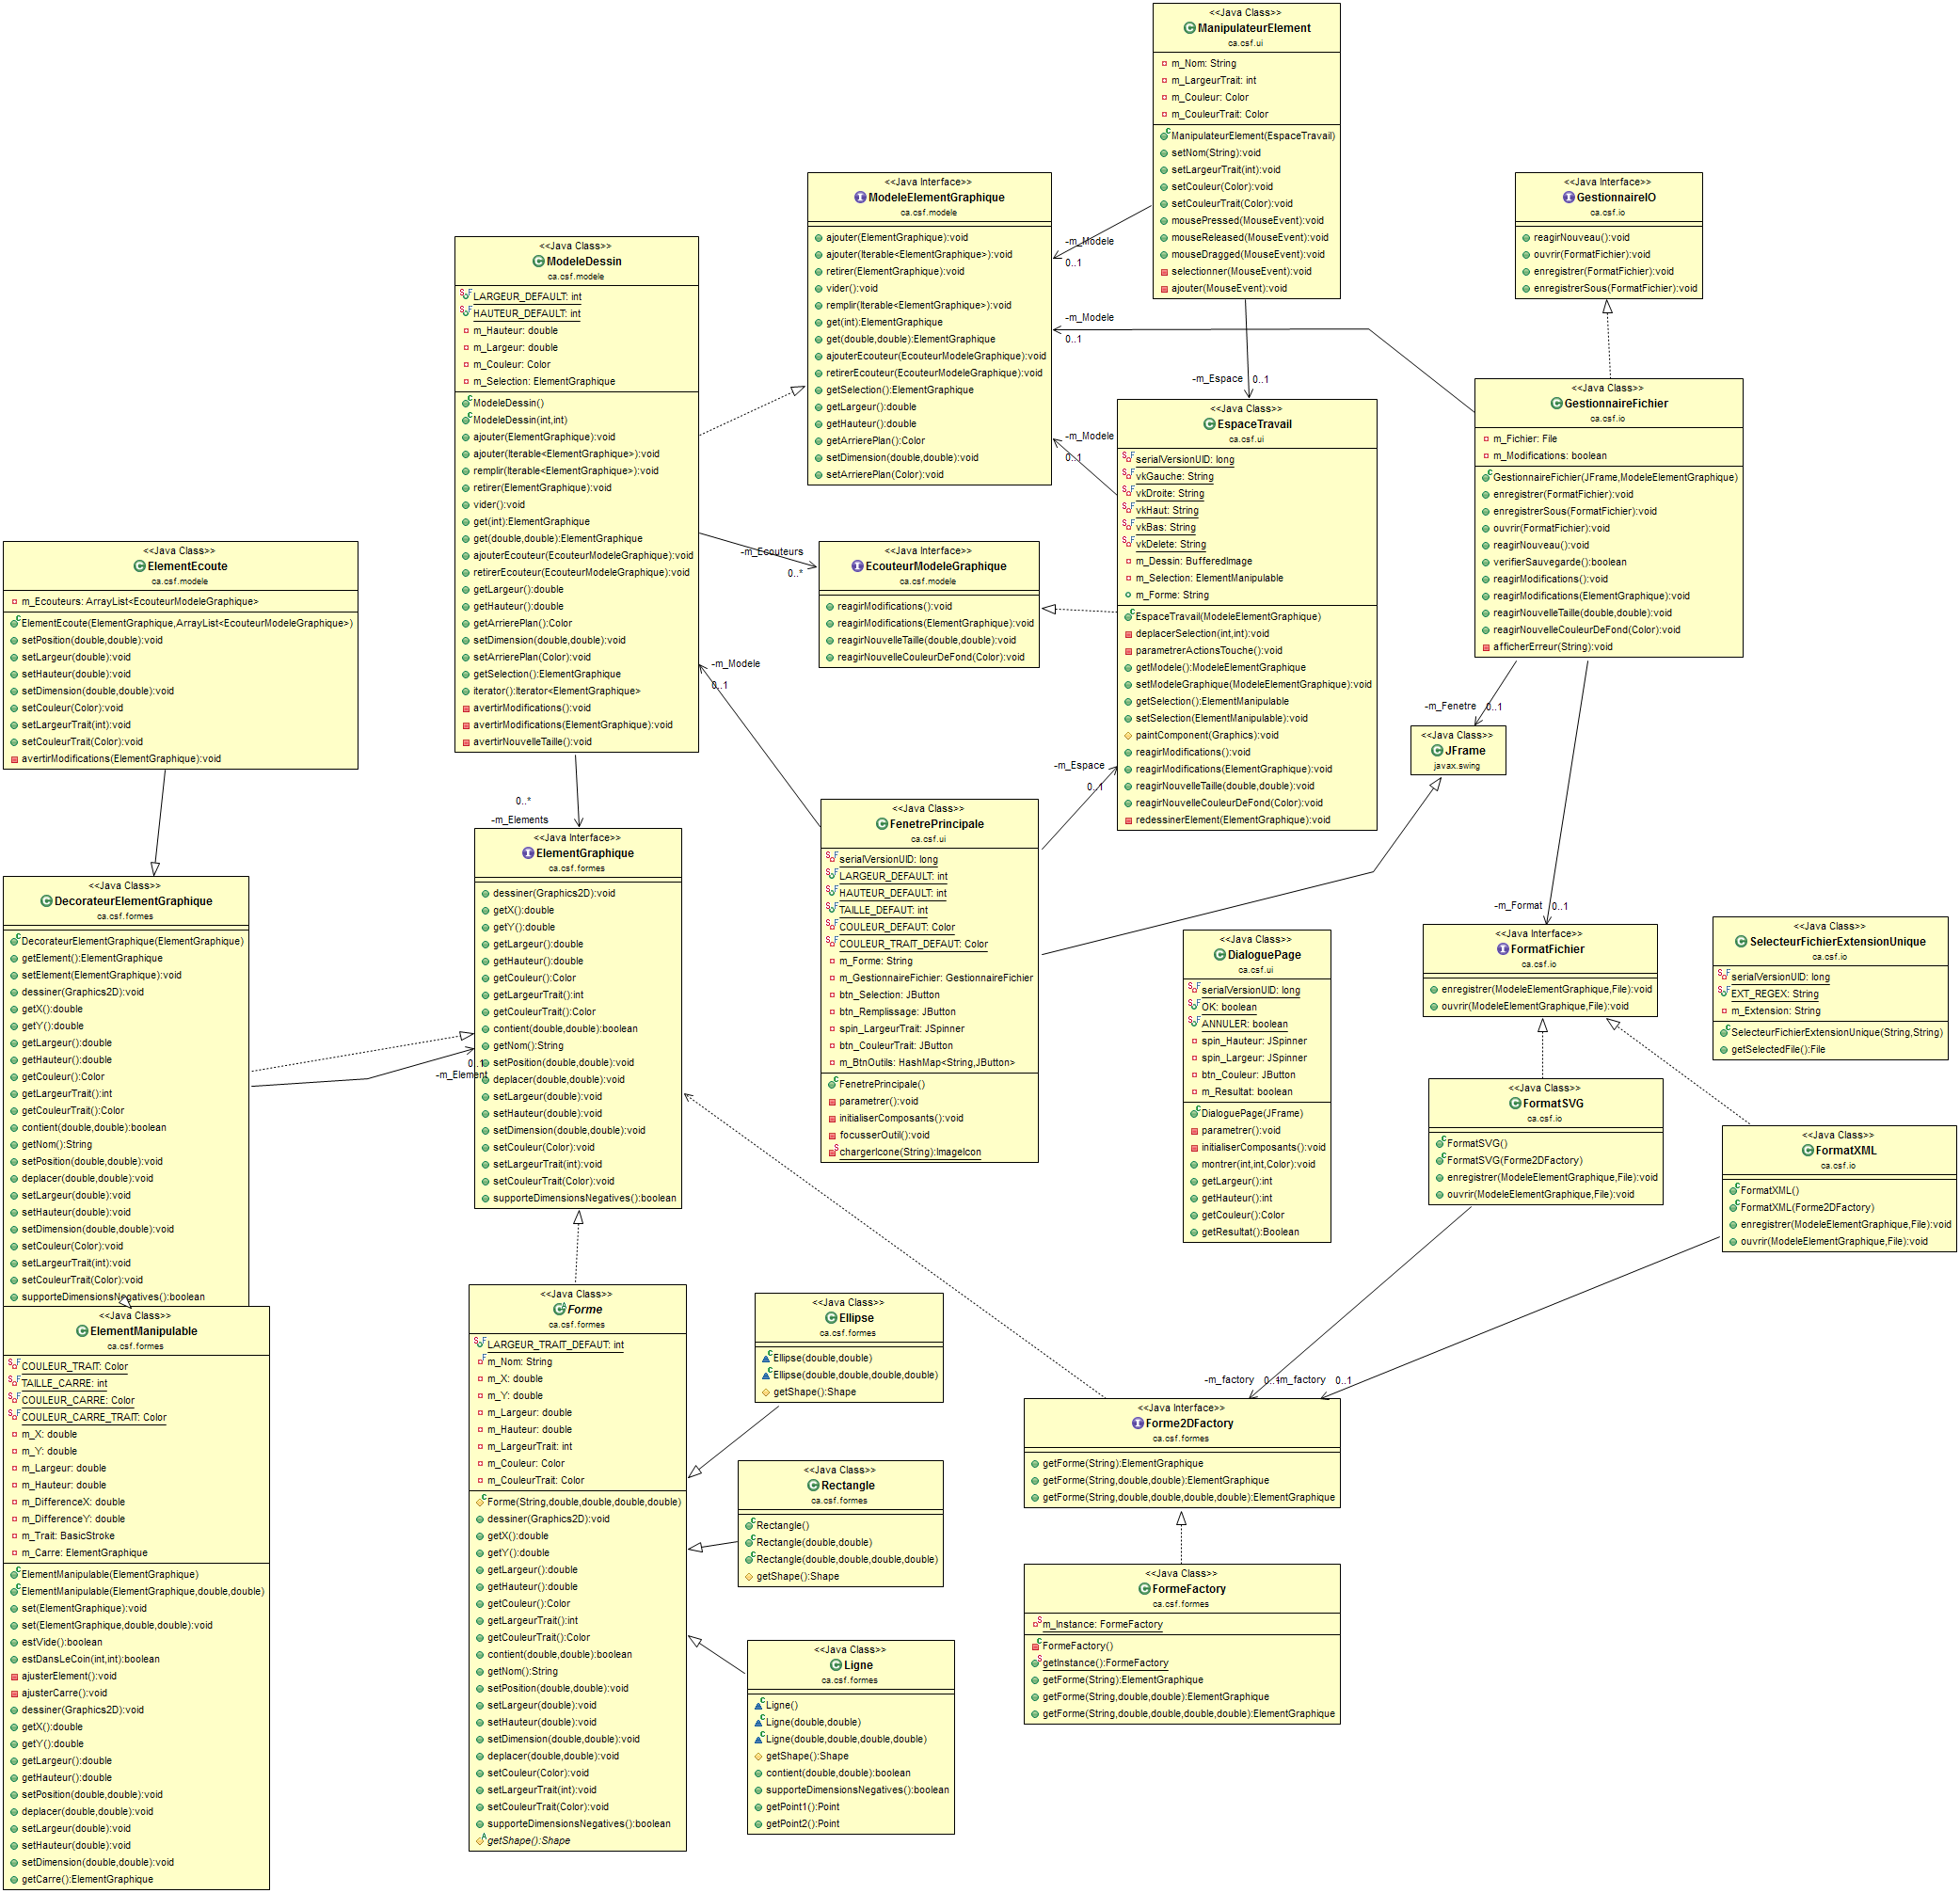 <<Java Class>>
ManipulateurElement
ca.csf.ui
m_Nom: String
m_LargeurTrait: int
m_Couleur: Color
m_CouleurTrait: Color
ManipulateurElement(EspaceTravail)
setNom(String):void
setLargeurTrait(int):void
setCouleur(Color):void
setCouleurTrait(Color):void
mousePressed(MouseEvent):void
mouseReleased(MouseEvent):void
mouseDragged(MouseEvent):void
selectionner(MouseEvent):void
ajouter(MouseEvent):void
<<Java Interface>>
ModeleElementGraphique
ca.csf.modele
ajouter(ElementGraphique):void
ajouter(Iterable<ElementGraphique>):void
retirer(ElementGraphique):void
vider():void
remplir(Iterable<ElementGraphique>):void
get(int):ElementGraphique
get(double,double):ElementGraphique
ajouterEcouteur(EcouteurModeleGraphique):void
retirerEcouteur(EcouteurModeleGraphique):void
getSelection():ElementGraphique
getLargeur():double
getHauteur():double
getArrierePlan():Color
setDimension(double,double):void
setArrierePlan(Color):void
<<Java Interface>>
GestionnaireIO
ca.csf.io
reagirNouveau():void
ouvrir(FormatFichier):void
enregistrer(FormatFichier):void
enregistrerSous(FormatFichier):void
<<Java Class>>
ModeleDessin
ca.csf.modele
LARGEUR_DEFAULT: int
HAUTEUR_DEFAULT: int
m_Hauteur: double
m_Largeur: double
m_Couleur: Color
m_Selection: ElementGraphique
ModeleDessin()
ModeleDessin(int,int)
ajouter(ElementGraphique):void
ajouter(Iterable<ElementGraphique>):void
remplir(Iterable<ElementGraphique>):void
retirer(ElementGraphique):void
vider():void
get(int):ElementGraphique
get(double,double):ElementGraphique
ajouterEcouteur(EcouteurModeleGraphique):void
retirerEcouteur(EcouteurModeleGraphique):void
getLargeur():double
getHauteur():double
getArrierePlan():Color
setDimension(double,double):void
setArrierePlan(Color):void
getSelection():ElementGraphique
iterator():Iterator<ElementGraphique>
avertirModifications():void
avertirModifications(ElementGraphique):void
avertirNouvelleTaille():void
-m_Modele
0..1
-m_Modele
0..1
-m_Espace
0..1
-m_Modele
0..1
<<Java Class>>
GestionnaireFichier
ca.csf.io
m_Fichier: File
m_Modifications: boolean
GestionnaireFichier(JFrame,ModeleElementGraphique)
enregistrer(FormatFichier):void
enregistrerSous(FormatFichier):void
ouvrir(FormatFichier):void
reagirNouveau():void
verifierSauvegarde():boolean
reagirModifications():void
reagirModifications(ElementGraphique):void
reagirNouvelleTaille(double,double):void
reagirNouvelleCouleurDeFond(Color):void
afficherErreur(String):void
<<Java Class>>
EspaceTravail
ca.csf.ui
serialVersionUID: long
vkGauche: String
vkDroite: String
vkHaut: String
vkBas: String
vkDelete: String
m_Dessin: BufferedImage
m_Selection: ElementManipulable
m_Forme: String
EspaceTravail(ModeleElementGraphique)
deplacerSelection(int,int):void
parametrerActionsTouche():void
getModele():ModeleElementGraphique
setModeleGraphique(ModeleElementGraphique):void
getSelection():ElementManipulable
setSelection(ElementManipulable):void
paintComponent(Graphics):void
reagirModifications():void
reagirModifications(ElementGraphique):void
reagirNouvelleTaille(double,double):void
reagirNouvelleCouleurDeFond(Color):void
redessinerElement(ElementGraphique):void
<<Java Class>>
ElementEcoute
ca.csf.modele
m_Ecouteurs: ArrayList<EcouteurModeleGraphique>
ElementEcoute(ElementGraphique,ArrayList<EcouteurModeleGraphique>)
setPosition(double,double):void
setLargeur(double):void
setHauteur(double):void
setDimension(double,double):void
setCouleur(Color):void
setLargeurTrait(int):void
setCouleurTrait(Color):void
avertirModifications(ElementGraphique):void
-m_Ecouteurs
0..*
<<Java Interface>>
EcouteurModeleGraphique
ca.csf.modele
reagirModifications():void
reagirModifications(ElementGraphique):void
reagirNouvelleTaille(double,double):void
reagirNouvelleCouleurDeFond(Color):void
-m_Modele
0..1
-m_Fenetre
0..1
<<Java Class>>
JFrame
javax.swing
-m_Espace
0..1
0..*
-m_Elements
<<Java Class>>
FenetrePrincipale
ca.csf.ui
serialVersionUID: long
LARGEUR_DEFAULT: int
HAUTEUR_DEFAULT: int
TAILLE_DEFAUT: int
COULEUR_DEFAUT: Color
COULEUR_TRAIT_DEFAUT: Color
m_Forme: String
m_GestionnaireFichier: GestionnaireFichier
btn_Selection: JButton
btn_Remplissage: JButton
spin_LargeurTrait: JSpinner
btn_CouleurTrait: JButton
m_BtnOutils: HashMap<String,JButton>
FenetrePrincipale()
parametrer():void
initialiserComposants():void
focusserOutil():void
chargerIcone(String):ImageIcon
<<Java Interface>>
ElementGraphique
ca.csf.formes
dessiner(Graphics2D):void
getX():double
getY():double
getLargeur():double
getHauteur():double
getCouleur():Color
getLargeurTrait():int
getCouleurTrait():Color
contient(double,double):boolean
getNom():String
setPosition(double,double):void
deplacer(double,double):void
setLargeur(double):void
setHauteur(double):void
setDimension(double,double):void
setCouleur(Color):void
setLargeurTrait(int):void
setCouleurTrait(Color):void
supporteDimensionsNegatives():boolean
<<Java Class>>
DecorateurElementGraphique
ca.csf.formes
DecorateurElementGraphique(ElementGraphique)
getElement():ElementGraphique
setElement(ElementGraphique):void
dessiner(Graphics2D):void
getX():double
getY():double
getLargeur():double
getHauteur():double
getCouleur():Color
getLargeurTrait():int
getCouleurTrait():Color
contient(double,double):boolean
getNom():String
setPosition(double,double):void
deplacer(double,double):void
setLargeur(double):void
setHauteur(double):void
setDimension(double,double):void
setCouleur(Color):void
setLargeurTrait(int):void
setCouleurTrait(Color):void
supporteDimensionsNegatives():boolean
0..1
-m_Element
-m_Format
0..1
<<Java Interface>>
FormatFichier
ca.csf.io
enregistrer(ModeleElementGraphique,File):void
ouvrir(ModeleElementGraphique,File):void
<<Java Class>>
SelecteurFichierExtensionUnique
ca.csf.io
serialVersionUID: long
EXT_REGEX: String
m_Extension: String
SelecteurFichierExtensionUnique(String,String)
getSelectedFile():File
<<Java Class>>
DialoguePage
ca.csf.ui
serialVersionUID: long
OK: boolean
ANNULER: boolean
spin_Hauteur: JSpinner
spin_Largeur: JSpinner
btn_Couleur: JButton
m_Resultat: boolean
DialoguePage(JFrame)
parametrer():void
initialiserComposants():void
montrer(int,int,Color):void
getLargeur():int
getHauteur():int
getCouleur():Color
getResultat():Boolean
<<Java Class>>
FormatSVG
ca.csf.io
FormatSVG()
FormatSVG(Forme2DFactory)
enregistrer(ModeleElementGraphique,File):void
ouvrir(ModeleElementGraphique,File):void
<<Java Class>>
FormatXML
ca.csf.io
FormatXML()
FormatXML(Forme2DFactory)
enregistrer(ModeleElementGraphique,File):void
ouvrir(ModeleElementGraphique,File):void
<<Java Class>>
ElementManipulable
ca.csf.formes
COULEUR_TRAIT: Color
TAILLE_CARRE: int
COULEUR_CARRE: Color
COULEUR_CARRE_TRAIT: Color
m_X: double
m_Y: double
m_Largeur: double
m_Hauteur: double
m_DifferenceX: double
m_DifferenceY: double
m_Trait: BasicStroke
m_Carre: ElementGraphique
ElementManipulable(ElementGraphique)
ElementManipulable(ElementGraphique,double,double)
set(ElementGraphique):void
set(ElementGraphique,double,double):void
estVide():boolean
estDansLeCoin(int,int):boolean
ajusterElement():void
ajusterCarre():void
dessiner(Graphics2D):void
getX():double
getY():double
getLargeur():double
getHauteur():double
setPosition(double,double):void
deplacer(double,double):void
setLargeur(double):void
setHauteur(double):void
setDimension(double,double):void
getCarre():ElementGraphique
<<Java Class>>
Forme
ca.csf.formes
LARGEUR_TRAIT_DEFAUT: int
m_Nom: String
m_X: double
m_Y: double
m_Largeur: double
m_Hauteur: double
m_LargeurTrait: int
m_Couleur: Color
m_CouleurTrait: Color
Forme(String,double,double,double,double)
dessiner(Graphics2D):void
getX():double
getY():double
getLargeur():double
getHauteur():double
getCouleur():Color
getLargeurTrait():int
getCouleurTrait():Color
contient(double,double):boolean
getNom():String
setPosition(double,double):void
setLargeur(double):void
setHauteur(double):void
setDimension(double,double):void
deplacer(double,double):void
setCouleur(Color):void
setLargeurTrait(int):void
setCouleurTrait(Color):void
supporteDimensionsNegatives():boolean
getShape():Shape
<<Java Class>>
Ellipse
ca.csf.formes
Ellipse(double,double)
Ellipse(double,double,double,double)
getShape():Shape
<<Java Class>>
Rectangle
ca.csf.formes
Rectangle()
Rectangle(double,double)
Rectangle(double,double,double,double)
getShape():Shape
<<Java Class>>
Ligne
ca.csf.formes
Ligne()
Ligne(double,double)
Ligne(double,double,double,double)
getShape():Shape
contient(double,double):boolean
supporteDimensionsNegatives():boolean
getPoint1():Point
getPoint2():Point
-m_factory
0..1
-m_factory
0..1
<<Java Interface>>
Forme2DFactory
ca.csf.formes
getForme(String):ElementGraphique
getForme(String,double,double):ElementGraphique
getForme(String,double,double,double,double):ElementGraphique
<<Java Class>>
FormeFactory
ca.csf.formes
m_Instance: FormeFactory
FormeFactory()
getInstance():FormeFactory
getForme(String):ElementGraphique
getForme(String,double,double):ElementGraphique
getForme(String,double,double,double,double):ElementGraphique